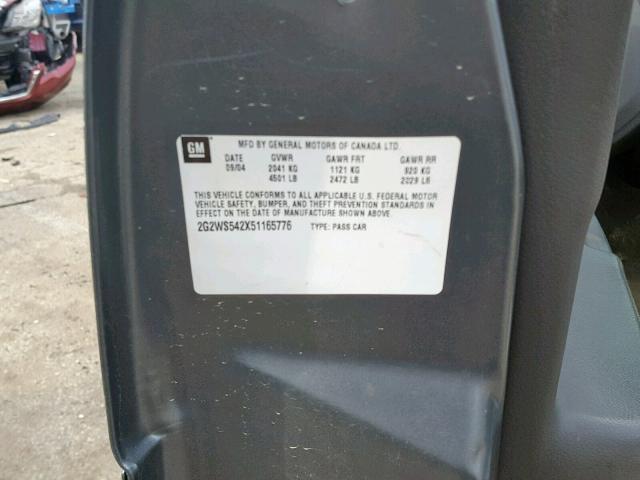 GM
MFD BY GENERAL MOTORS OF CANADA LTD.
DATE GVWR GAWR FRT GAWR RR
09/04 2041 KG 1121 KG 920 KG
4501 LB 2472 LB 2029 LB
THIS VEHICLE CONFORMS TO ALL APPLICABLE U.S. FEDERAL MOTOR
VEHICLE SAFETY, BUMPER, AND THEFT PREVENTION STANDARDS IN
EFFECT ON THE DATE OF MANUFACTURE SHOWN ABOVE.
2G2WS542X51165776 TYPE: PASS CAR